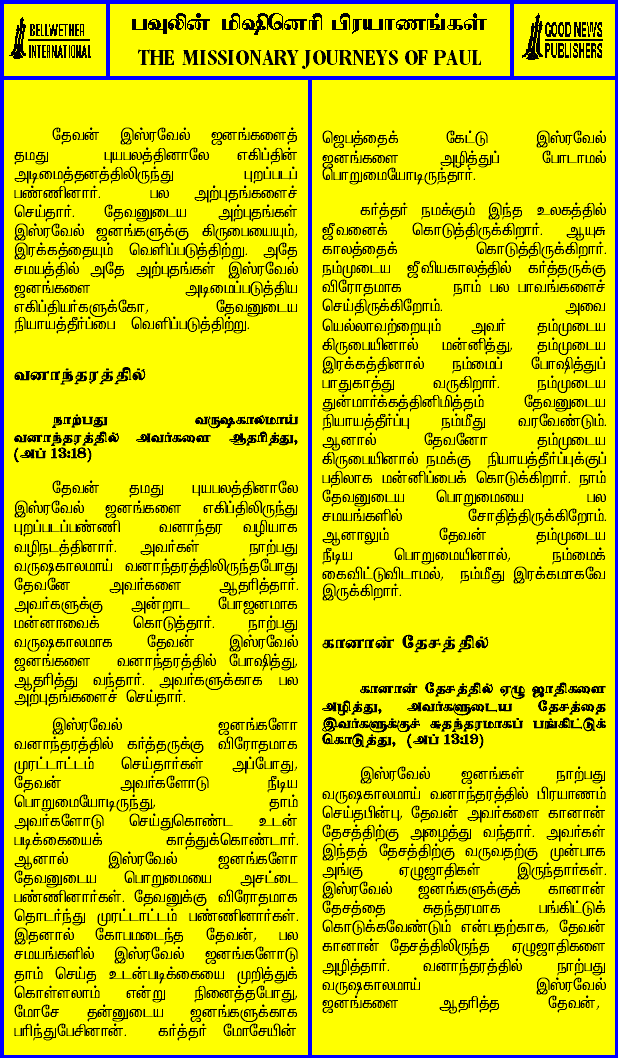 BELLWETHER
INTERNATIONAL
பவுலின் மிஷினெரி பிரயாணங்கள்
THE MISSIONARY JOURNEYS OF PAUL
GOOD NEWS
PUBLISHERS
தேவன் இஸ்ரவேல் ஜனங்களைத்
தமது புயபலத்தினாலே எகிப்தின்
அடிமைத்தனத்திலிருந்து புறப்படப்
பண்ணினார். பல அற்புதங்களைச்
செய்தார். தேவனுடைய அற்புதங்கள்
இஸ்ரவேல் ஜனங்களுக்கு கிருபையையும்,
இரக்கத்தையும் வெளிப்படுத்திற்று. அதே
சமயத்தில் அதே அற்புதங்கள் இஸ்ரவேல்
ஜனங்களை அடிமைப்படுத்திய
எகிப்தியர்களுக்கோ, தேவனுடைய
நியாயத்தீர்ப்பை வெளிப்படுத்திற்று.
வனாந்தரத்தில்
நாற்பது வருஷகாலமாய்
வனாந்தரத்தில் அவர்களை ஆதரித்து,
(அப் 13:18)
தேவன் தமது புயபலத்தினாலே
இஸ்ரவேல் ஜனங்களை எகிப்திலிருந்து
புறப்படப்பண்ணி வனாந்தர வழியாக
வழிநடத்தினார். அவர்கள் நாற்பது
வருஷகாலமாய் வனாந்தரத்திலிருந்தபோது
தேவனே அவர்களை ஆதரித்தார்.
அவர்களுக்கு அன்றாட போஜனமாக
மன்னாவைக் கொடுத்தார். நாற்பது
வருஷகாலமாக தேவன் இஸ்ரவேல்
ஜனங்களை வனாந்தரத்தில் போஷித்து,
ஆதரித்து வந்தார். அவர்களுக்காக பல
அற்புதங்களைச் செய்தார்.
இஸ்ரவேல் ஜனங்களோ
வனாந்தரத்தில் கர்த்தருக்கு விரோதமாக
முரட்டாட்டம் செய்தார்கள் அப்போது,
தேவன் அவர்களோடு நீடிய
பொறுமையோடிருந்து, தாம்
அவர்களோடு செய்துகொண்ட உடன்
படிக்கையைக் காத்துக்கொண்டார்.
ஆனால் இஸ்ரவேல் ஜனங்களோ
தேவனுடைய பொறுமையை அசட்டை
பண்ணினார்கள். தேவனுக்கு விரோதமாக
தொடர்ந்து முரட்டாட்டம் பண்ணினார்கள்.
இதனால் கோபமடைந்த தேவன், பல
சமயங்களில் இஸ்ரவேல் ஜனங்களோடு
தாம் செய்த உடன்படிக்கையை முறித்துக்
கொள்ளலாம் என்று நினைத்தபோது,
மோசே தன்னுடைய ஜனங்களுக்காக
பரிந்துபேசினான். கர்த்தர் மோசேயின்
ஜெபத்தைக் கேட்டு இஸ்ரவேல்
ஜனங்களை அழித்துப் போடாமல்
பொறுமையோடிருந்தார்.
கர்த்தர் நமக்கும் இந்த உலகத்தில்
ஜீவனைக் கொடுத்திருக்கிறார். ஆயுசு
காலத்தைக் கொடுத்திருக்கிறார்.
நம்முடைய ஜீவியகாலத்தில் கர்த்தருக்கு
விரோதமாக நாம் பல பாவங்களைச்
செய்திருக்கிறோம். அவை
யெல்லாவற்றையும் அவர் தம்முடைய
கிருபையினால் மன்னித்து, தம்முடைய
இரக்கத்தினால் நம்மைப் போஷித்துப்
பாதுகாத்து வருகிறார். நம்முடைய
துன்மார்க்கத்தினிமித்தம் தேவனுடைய
நியாயத்தீர்ப்பு நம்மீது வரவேண்டும்.
ஆனால் தேவனோ தம்முடைய
கிருபையினால் நமக்கு நியாயத்தீர்ப்புக்குப்
பதிலாக மன்னிப்பைக் கொடுக்கிறார். நாம்
தேவனுடைய பொறுமையை பல
சமயங்களில் சோதித்திருக்கிறோம்.
ஆனாலும் தேவன் தம்முடைய
நீடிய பொறுமையினால், நம்மைக்
கைவிட்டுவிடாமல், நம்மீது இரக்கமாகவே
இருக்கிறார்.
கானான் தேசத்தில்
கானான் தேசத்தில் ஏழு ஜாதிகளை
அழித்து, அவர்களுடைய தேசத்தை
இவர்களுக்குச் சுதந்தரமாகப் பங்கிட்டுக்
கொடுத்து, (அப் 13:19)
இஸ்ரவேல் ஜனங்கள் நாற்பது
வருஷகாலமாய் வனாந்தரத்தில் பிரயாணம்
செய்தபின்பு, தேவன் அவர்களை கானான்
தேசத்திற்கு அழைத்து வந்தார். அவர்கள்
இந்தத் தேசத்திற்கு வருவதற்கு முன்பாக
அங்கு ஏழுஜாதிகள் இருந்தார்கள்.
இஸ்ரவேல் ஜனங்களுக்குக் கானான்
தேசத்தை சுதந்தரமாக பங்கிட்டுக்
கொடுக்கவேண்டும் என்பதற்காக, தேவன்
கானான் தேசத்திலிருந்த ஏழுஜாதிகளை
அழித்தார். வனாந்தரத்தில் நாற்பது
வருஷகாலமாய் இஸ்ரவேல்
ஜனங்களை ஆதரித்த தேவன்,